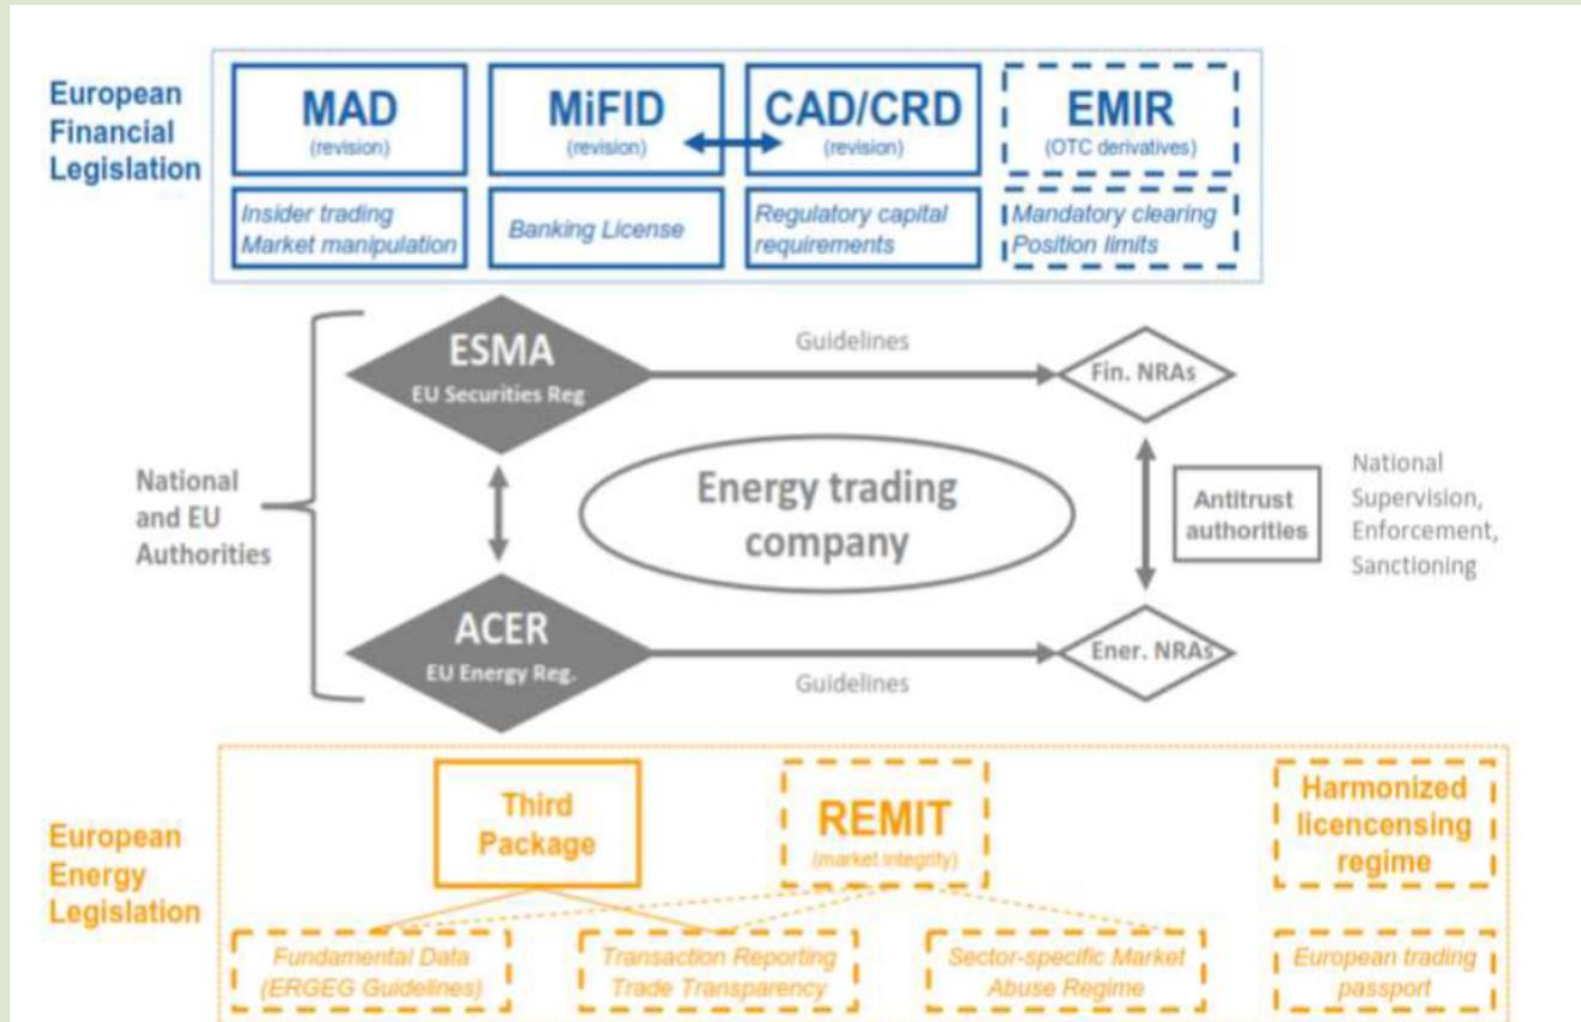 European
Financial
Legislation
MAD
(revision)
MiFID
(revision)
CAD/CRD
(revision)
EMIR
(OTC derivatives)
Insider trading
Market manipulation
Banking License
Regulatory capital
requirements
Mandatory clearing
Position limits
ESMA
EU Securities Reg
Guidelines
Fin. NRAs
National
and EU
Authorities
Energy trading
company
Antitrust
authorities
National
Supervision,
Enforcement,
Sanctioning
ACER
EU Energy Reg.
Guidelines
Ener. NRAs
European
Energy
Legislation
Third
Package
REMIT
(market integrity)
Harmonized
licencensing
regime
Fundamental Data
(ERGEG Guidelines)
Transaction Reporting
Trade Transparency
Sector-specific Market
Abuse Regime
European trading
passport